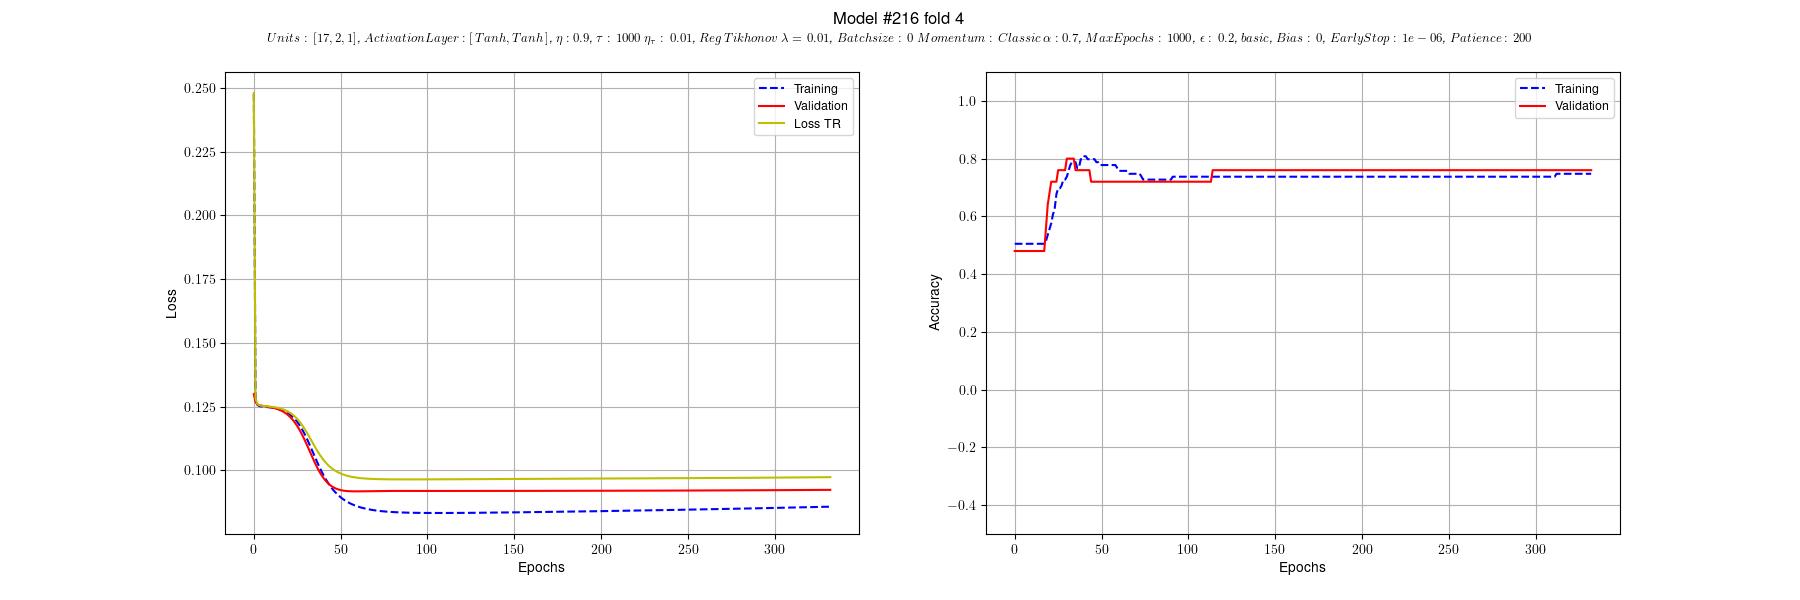 Model #216 fold 4
Units : [17, 2, 1], ActivationLayer : [Tanh, Tanh], η : 0.9, τ : 1000 ητ : 0.01, Reg Tikhonov λ = 0.01, Batchsize : 0 Momentum : Classic α : 0.7, MaxEpochs : 1000, ϵ : 0.2, basic, Bias : 0, EarlyStop : 1e − 06, Patience : 200
0.250
0.225
0.200
0.175
0.150
0.125
0.100
Loss
0 50 100 150 200 250 300
Epochs
Training
Validation
Loss TR
1.0
0.8
0.6
0.4
0.2
0.0
−0.2
−0.4
Accuracy
0 50 100 150 200 250 300
Epochs
Training
Validation